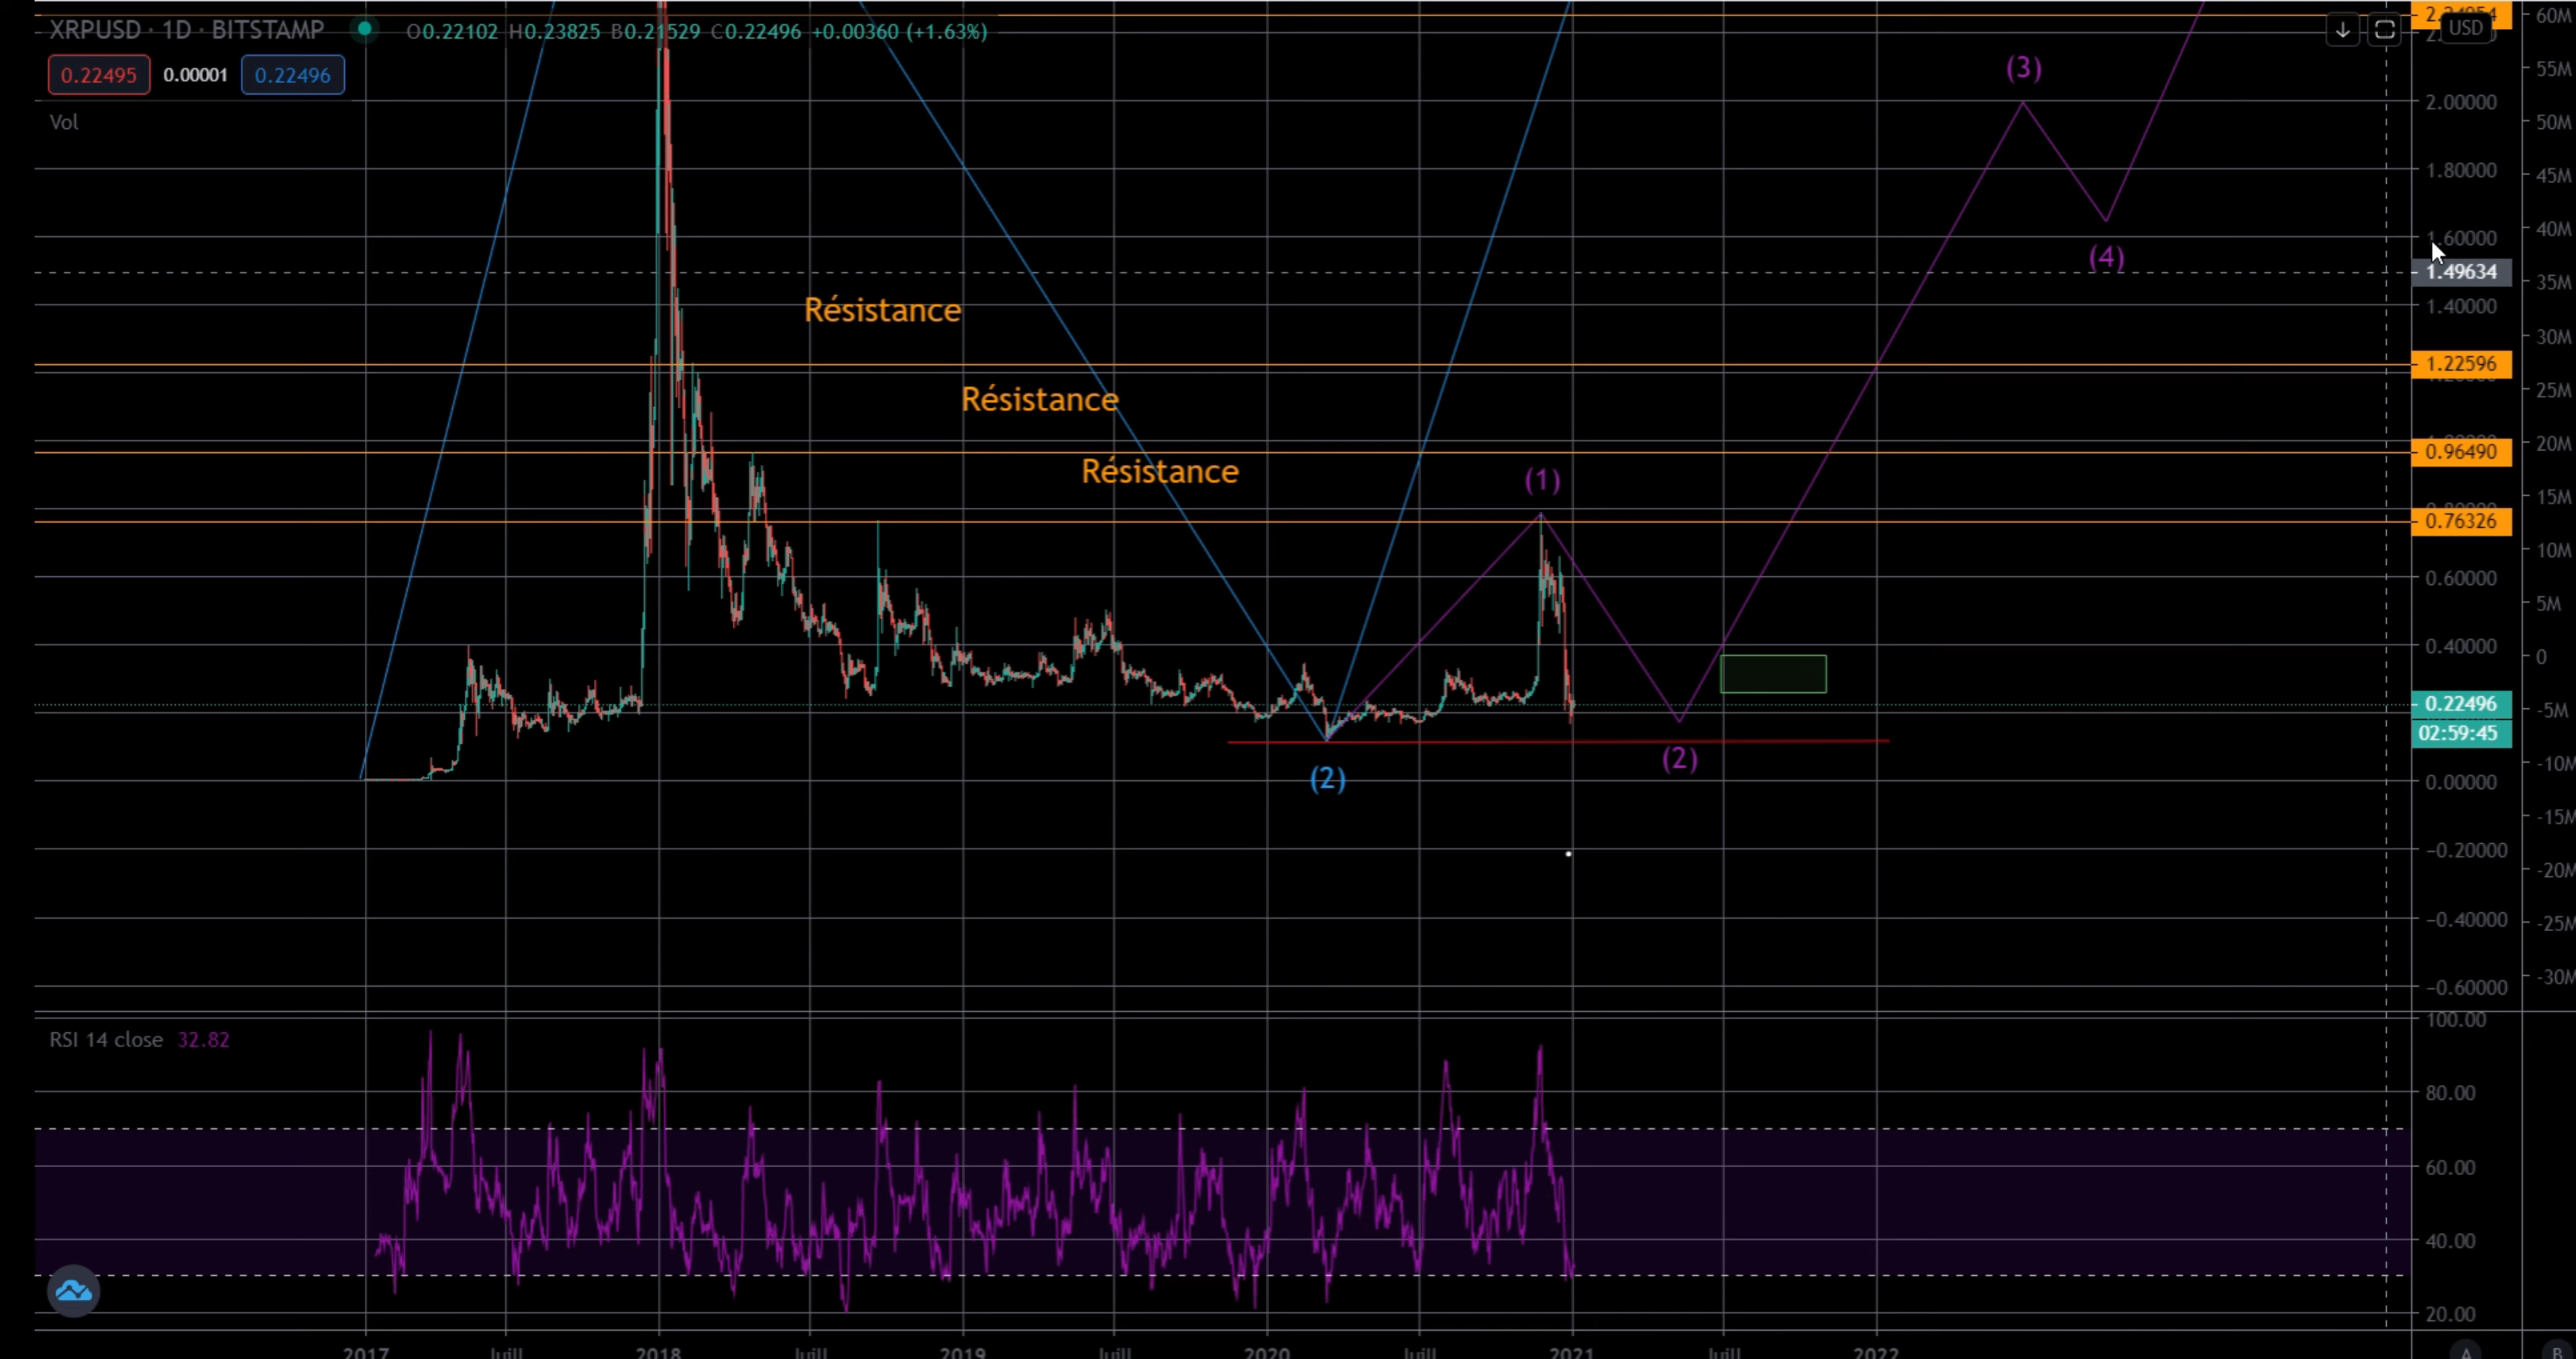 XRPUSD · 1D · BITSTAMP O0.22102 H0.23825 B0.21529 C0.22496 +0.00360 (+1.63%)
0.22495 0.00001 0.22496
Vol
USD
60M
55M
2.00000
50M
1.80000
45M
1.60000
40M
1.49634
35M
1.40000
30M
1.22596
25M
20M
0.96490
15M
0.76326
10M
0.60000
5M
0.40000
0
0.22496
-5M
02:59:45
-10M
0.00000
-15M
−0.20000
-20M
−0.40000
-25M
−0.60000
-30M
(3)
(4)
Résistance
Résistance
Résistance
(1)
(2)
(2)
RSI 14 close 32.82
100.00
80.00
60.00
40.00
20.00
2017 Juill 2018 Juill 2019 Juill 2020 Juill 2021 Juill 2022
A B